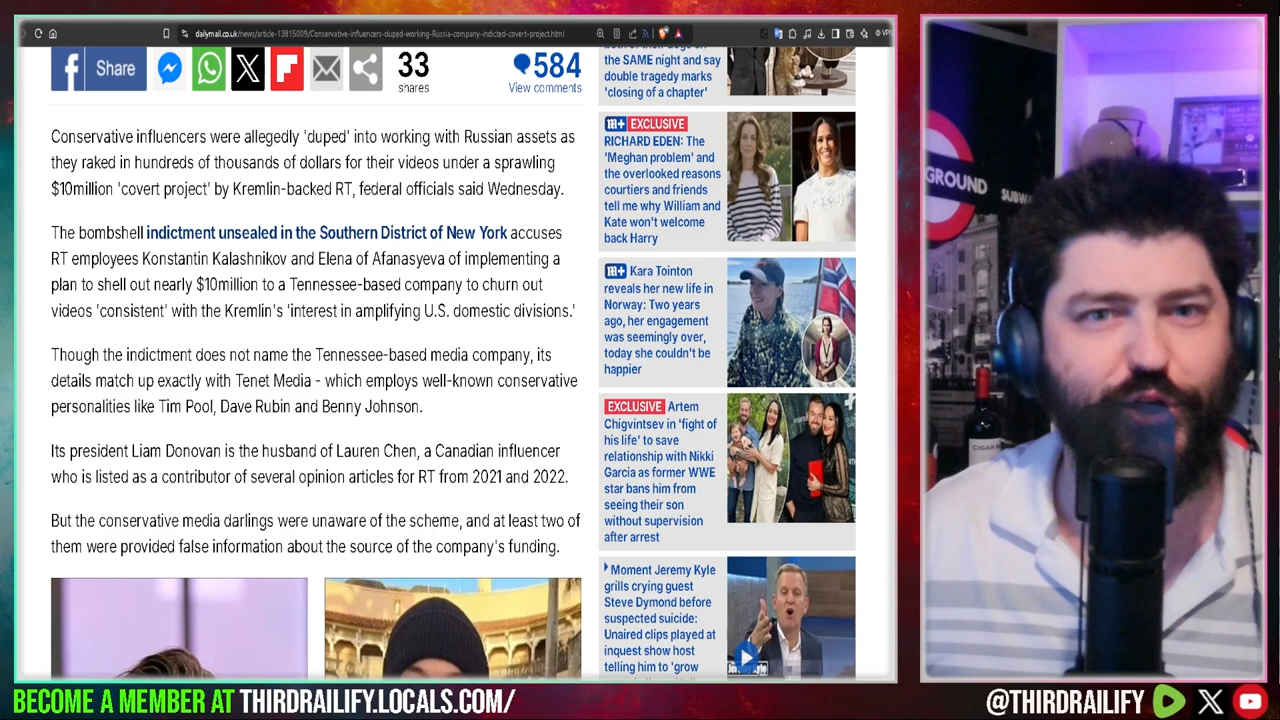 dailymail.co.uk/news/article-13815009/Conservative-influencers-duped-working-Russia-company-indicted-covert-project.html
VPN
f Share
33
shares
584
View comments
Conservative influencers were allegedly 'duped' into working with Russian assets as
they raked in hundreds of thousands of dollars for their videos under a sprawling
$10million 'covert project' by Kremlin-backed RT, federal officials said Wednesday.
The bombshell indictment unsealed in the Southern District of New York accuses
RT employees Konstantin Kalashnikov and Elena of Afanasyeva of implementing a
plan to shell out nearly $10million to a Tennessee-based company to churn out
videos 'consistent' with the Kremlin's 'interest in amplifying U.S. domestic divisions.'
Though the indictment does not name the Tennessee-based media company, its
details match up exactly with Tenet Media - which employs well-known conservative
personalities like Tim Pool, Dave Rubin and Benny Johnson.
Its president Liam Donovan is the husband of Lauren Chen, a Canadian influencer
who is listed as a contributor of several opinion articles for RT from 2021 and 2022.
But the conservative media darlings were unaware of the scheme, and at least two of
them were provided false information about the source of the company's funding.
the SAME night and say
double tragedy marks
'closing of a chapter'
m+ EXCLUSIVE
RICHARD EDEN: The
'Meghan problem' and
the overlooked reasons
courtiers and friends
tell me why William and
Kate won't welcome
back Harry
m+ Kara Tointon
reveals her new life in
Norway: Two years
ago, her engagement
was seemingly over,
today she couldn't be
happier
EXCLUSIVE Artem
Chigvintsev in 'fight of
his life' to save
relationship with Nikki
Garcia as former WWE
star bans him from
seeing their son
without supervision
after arrest
Moment Jeremy Kyle
grills crying guest
Steve Dymond before
suspected suicide:
Unaired clips played at
inquest show host
telling him to 'grow
GROUND
SUBW
CIGAR
BECOME A MEMBER AT THIRDRAILIFY.LOCALS.COM/
@THIRDRAILIFY